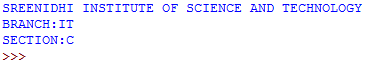 SREENIDHI INSTITUTE OF SCIENCE AND TECHNOLOGY
BRANCH:IT
SECTION:C
>>>